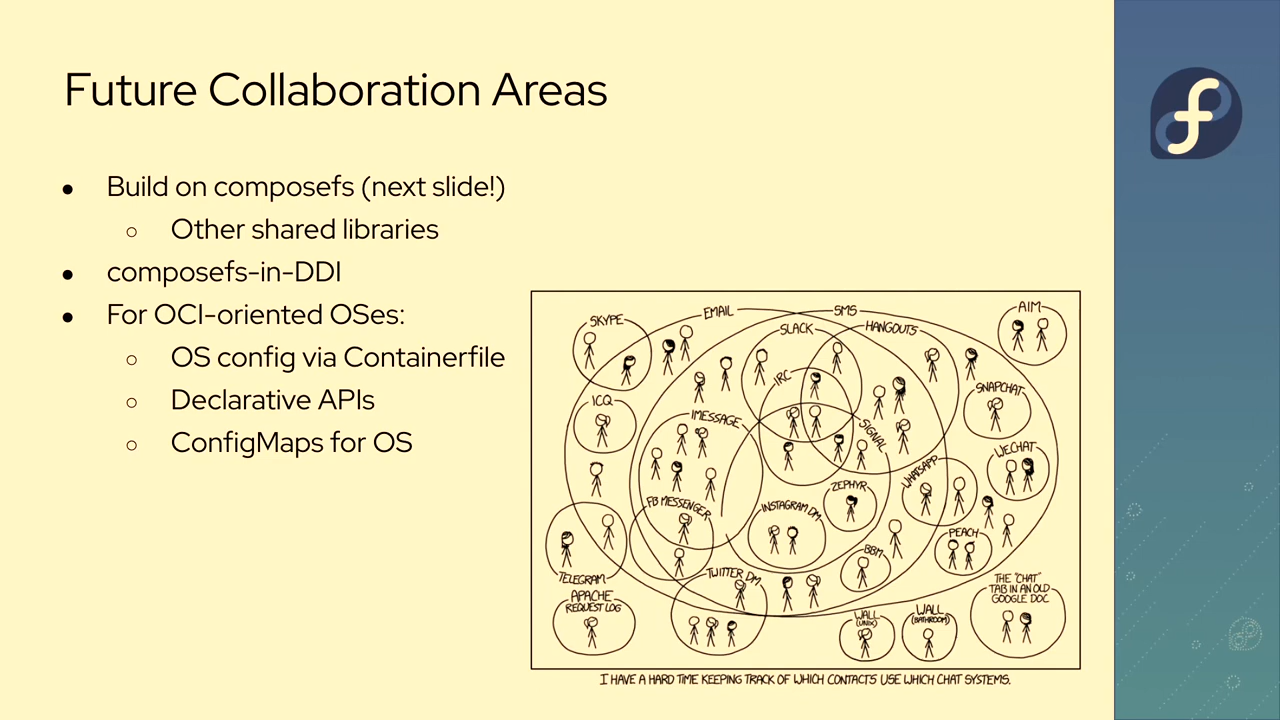 Future Collaboration Areas
● Build on composefs (next slide!)
○ Other shared libraries
● composefs-in-DDI
● For OCI-oriented OSes:
○ OS config via Containerfile
○ Declarative APIs
○ ConfigMaps for OS
SKYPE
EMAIL
SMS
AIM
SLACK
HANGOUTS
IRC
SNAPCHAT
ICQ
IMESSAGE
SIGNAL
WECHAT
WHATSAPP
ZEPHYR
FB MESSENGER
INSTAGRAM DM
PEACH
BBM
TELEGRAM
TWITTER DM
THE "CHAT"
TAB IN AN OLD
GOOGLE DOC
APACHE
REQUEST LOG
WALL
(UNIX)
WALL
(BATHROOM)
I HAVE A HARD TIME KEEPING TRACK OF WHICH CONTACTS USE WHICH CHAT SYSTEMS.